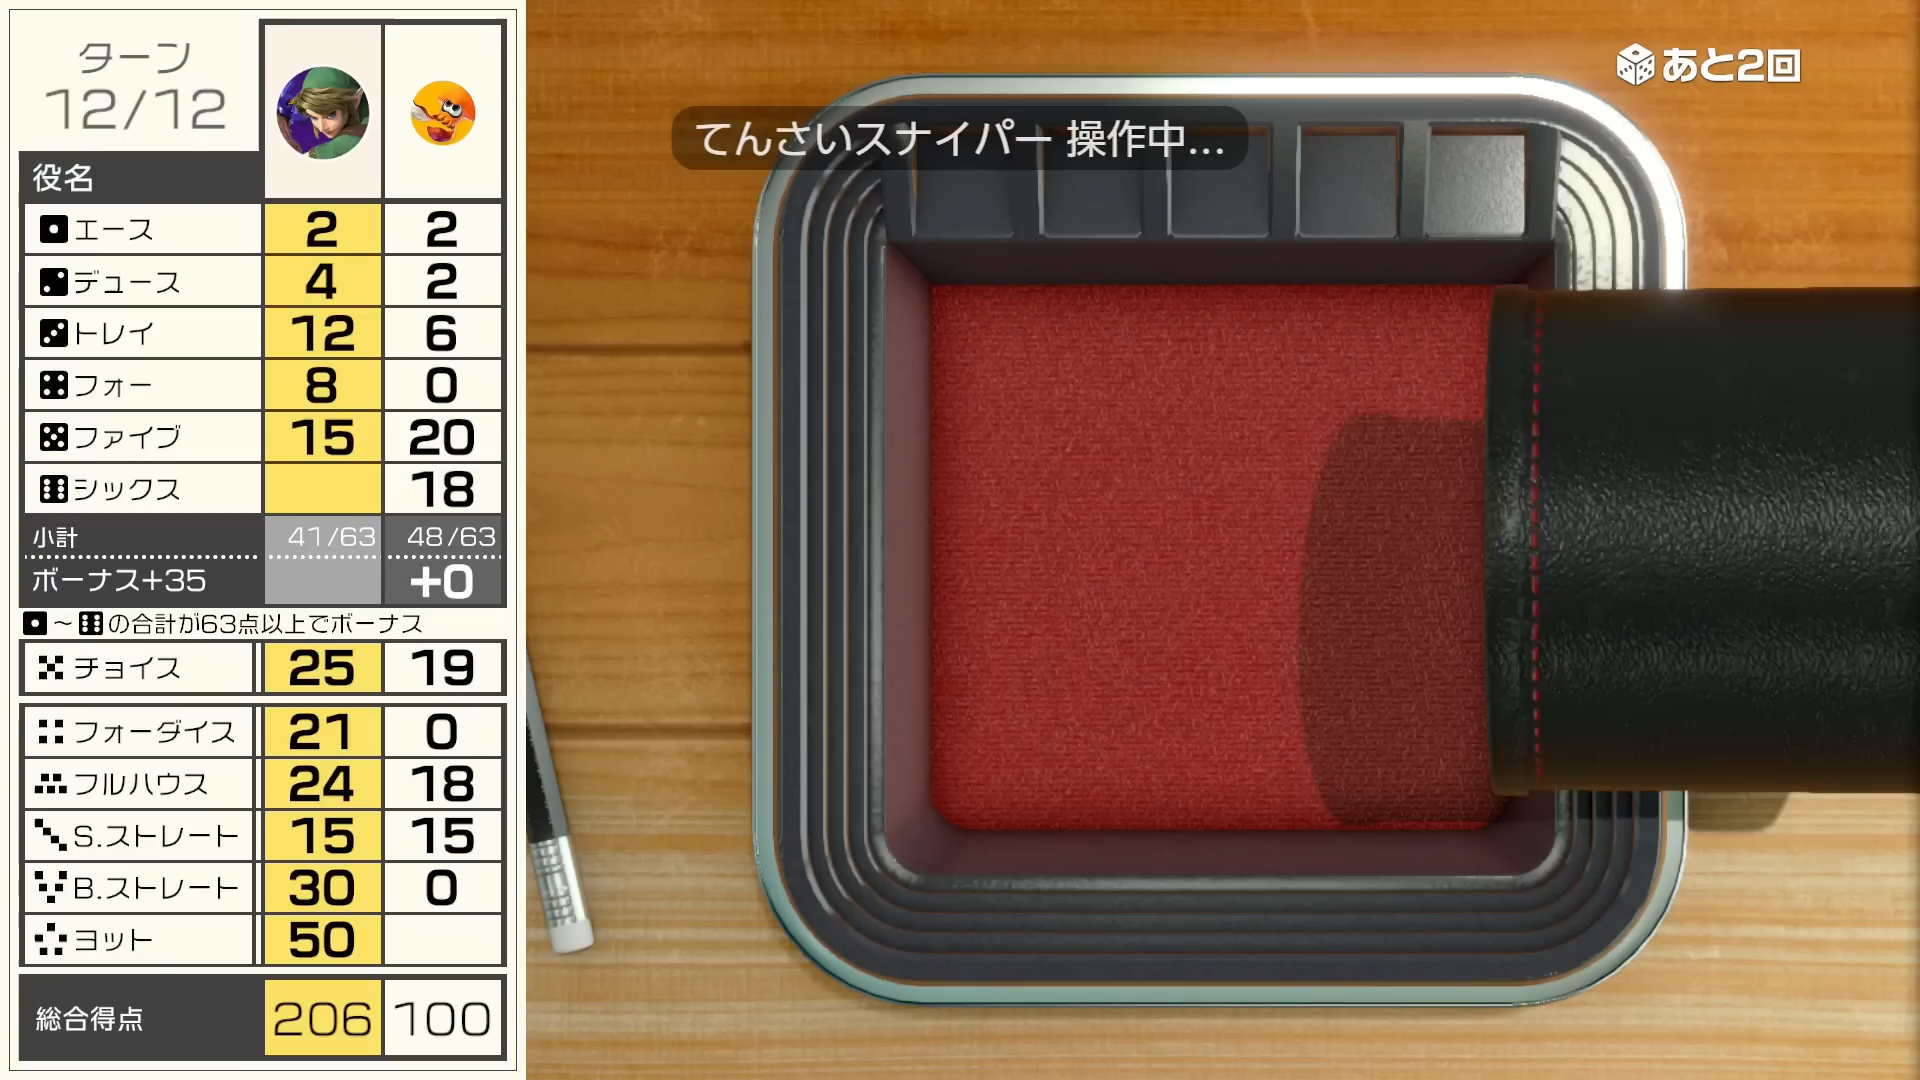 ターン
12/12
役名
エース 2 2
デュース 4 2
トレイ 12 6
フォー 8 0
ファイブ 15 20
シックス 18
小計 41/63 48/63
ボーナス+35 +0
～ の合計が63点以上でボーナス
チョイス 25 19
フォーダイス 21 0
フルハウス 24 18
S.ストレート 15 15
B.ストレート 30 0
ヨット 50
総合得点 206 100
てんさいスナイパー 操作中...
あと2回